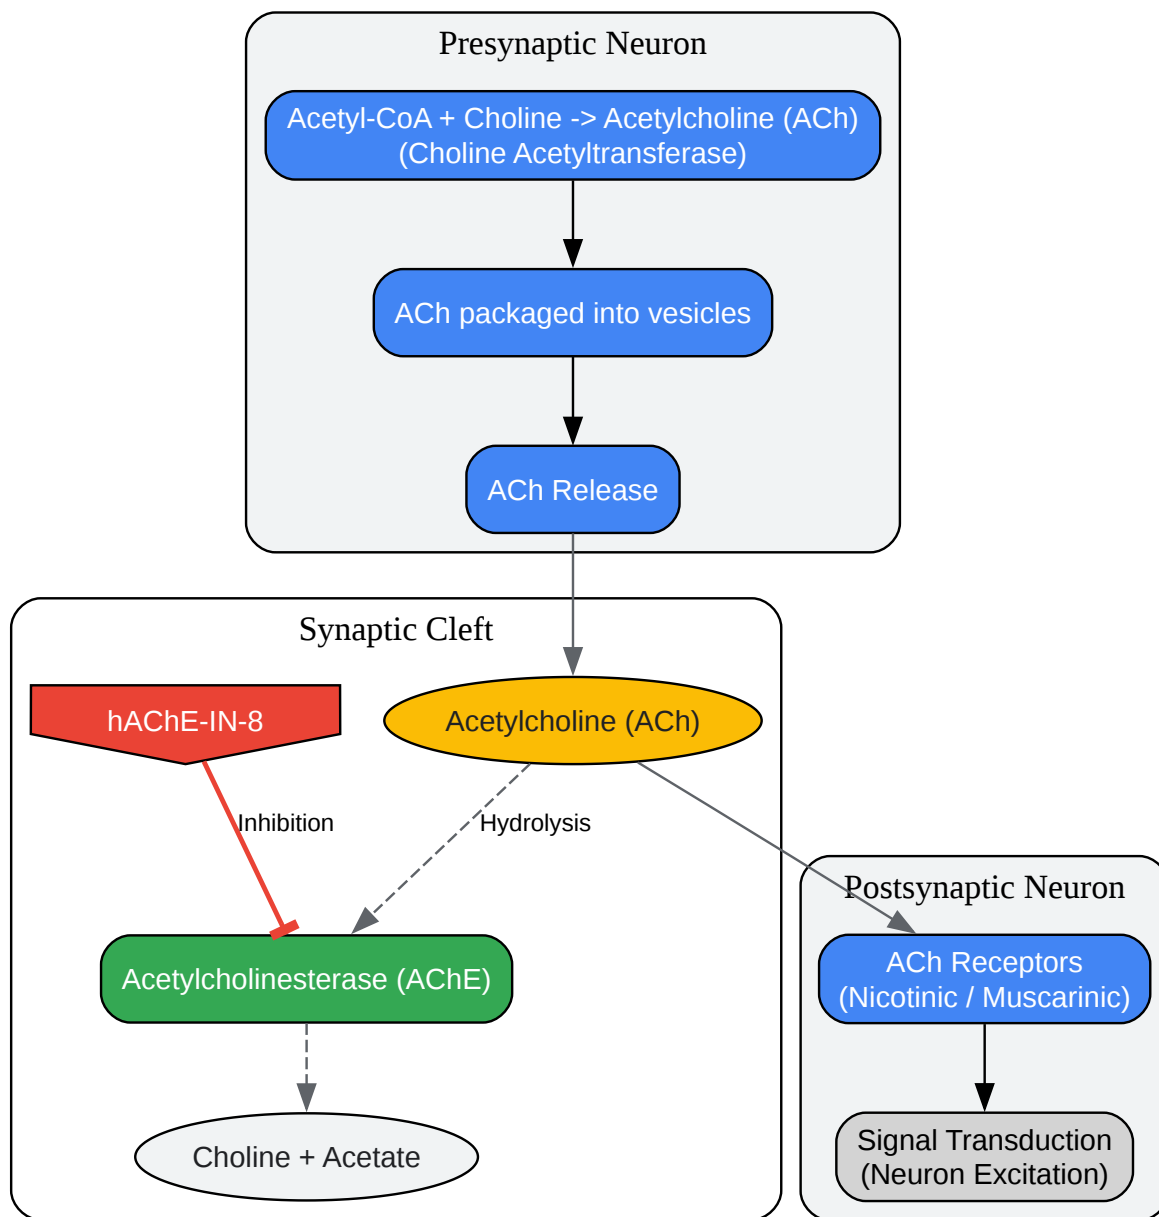 Presynaptic Neuron
Acetyl-CoA + Choline -> Acetylcholine (ACh)
(Choline Acetyltransferase)
ACh packaged into vesicles
ACh Release
Synaptic Cleft
hAChE-IN-8
Acetylcholine (ACh)
Inhibition
Hydrolysis
Postsynaptic Neuron
Acetylcholinesterase (AChE)
ACh Receptors
(Nicotinic / Muscarinic)
Choline + Acetate
Signal Transduction
(Neuron Excitation)